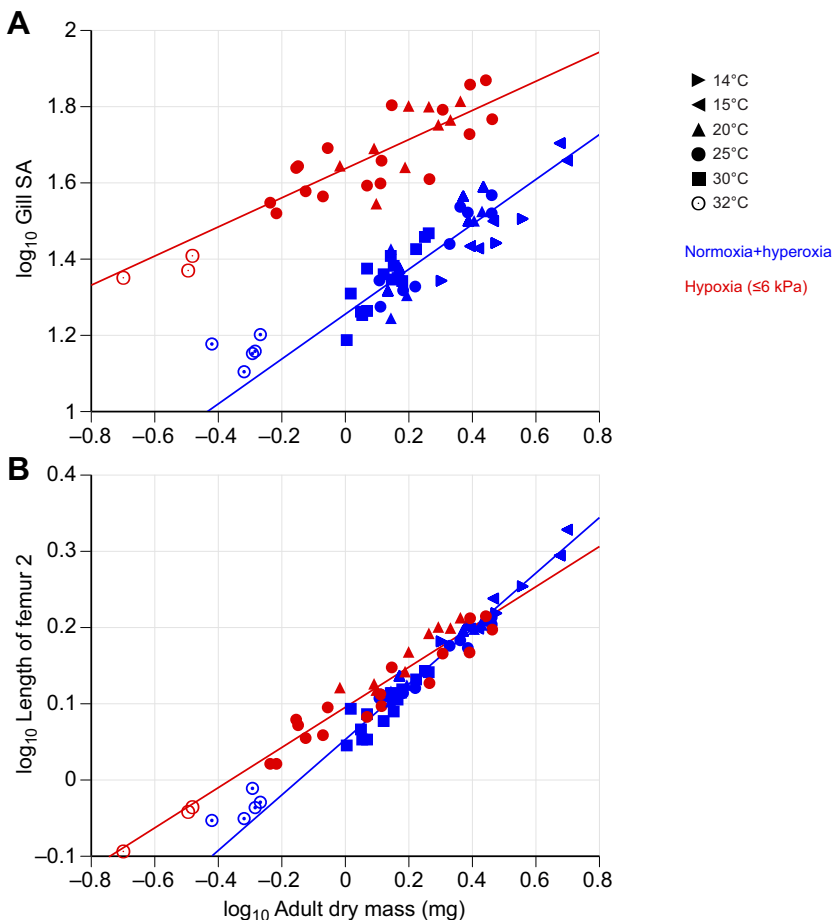 A
2
1.8
1.6
1.4
1.2
1
log10 Gill SA
–0.8 –0.6 –0.4 –0.2 0 0.2 0.4 0.6 0.8
14°C
15°C
20°C
25°C
30°C
32°C
Normoxia+hyperoxia
Hypoxia (≤6 kPa)
B
0.4
0.3
0.2
0.1
0
–0.1
log10 Length of femur 2
–0.8 –0.6 –0.4 –0.2 0 0.2 0.4 0.6 0.8
log10 Adult dry mass (mg)